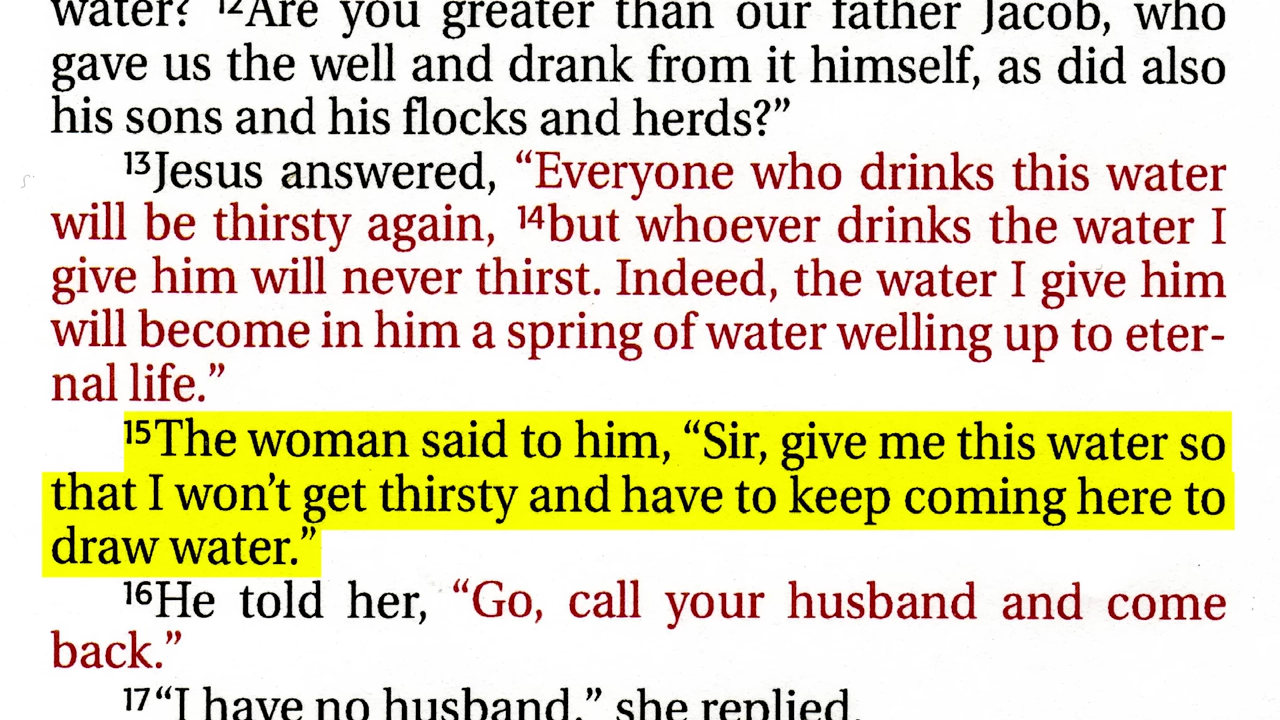 water? ¹²Are you greater than our father Jacob, who
gave us the well and drank from it himself, as did also
his sons and his flocks and herds?”
¹³Jesus answered, “Everyone who drinks this water
will be thirsty again, ¹⁴but whoever drinks the water I
give him will never thirst. Indeed, the water I give him
will become in him a spring of water welling up to eter-
nal life.”
¹⁵The woman said to him, “Sir, give me this water so
that I won’t get thirsty and have to keep coming here to
draw water.”
¹⁶He told her, “Go, call your husband and come
back.”
¹⁷“I have no husband,” she replied.